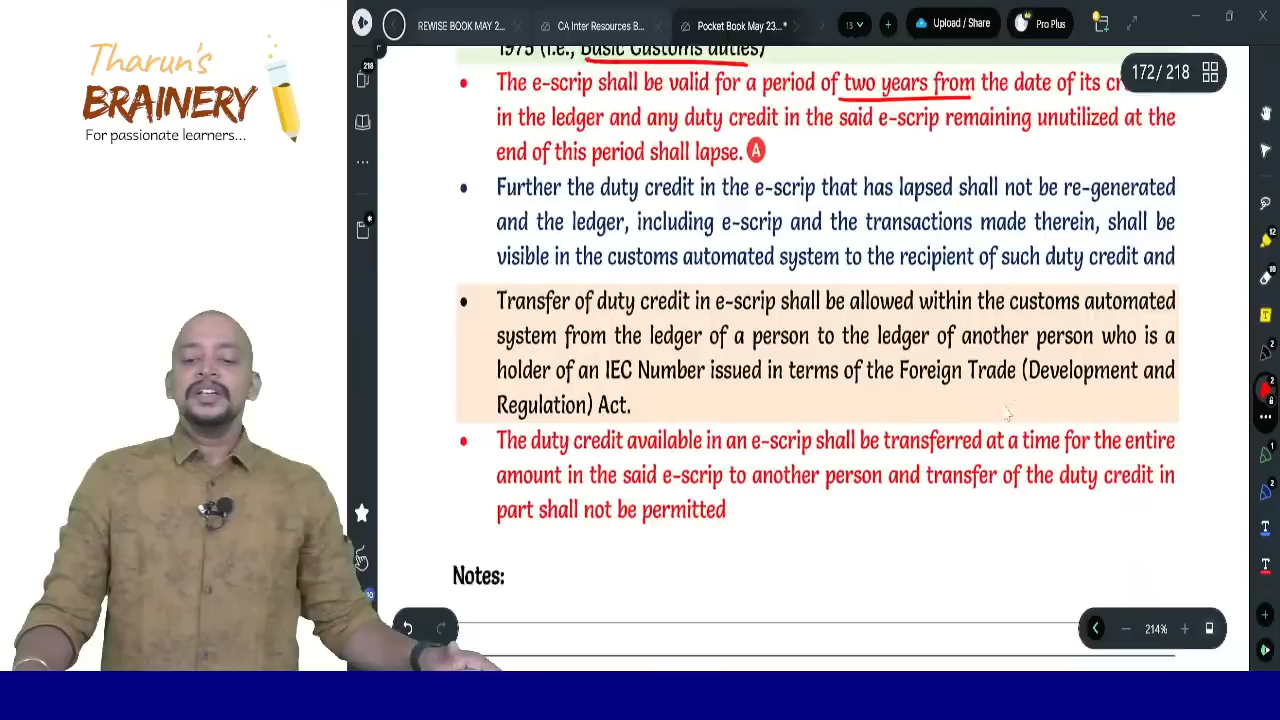 Tharun's
BRAINERY
For passionate learners...
REWISE BOOK MAY 2
CA Inter Resources B...
Pocket Book May 23...*
13
Upload / Share
Pro Plus
172 / 218
218
1975 (i.e., Basic Customs duties)
The e-scrip shall be valid for a period of two years from the date of its
in the ledger and any duty credit in the said e-scrip remaining unutilized at the
end of this period shall lapse. A
Further the duty credit in the e-scrip that has lapsed shall not be re-generated
and the ledger, including e-scrip and the transactions made therein, shall be
visible in the customs automated system to the recipient of such duty credit and
Transfer of duty credit in e-scrip shall be allowed within the customs automated
system from the ledger of a person to the ledger of another person who is a
holder of an IEC Number issued in terms of the Foreign Trade (Development and
Regulation) Act.
The duty credit available in an e-scrip shall be transferred at a time for the entire
amount in the said e-scrip to another person and transfer of the duty credit in
part shall not be permitted
Notes:
214%